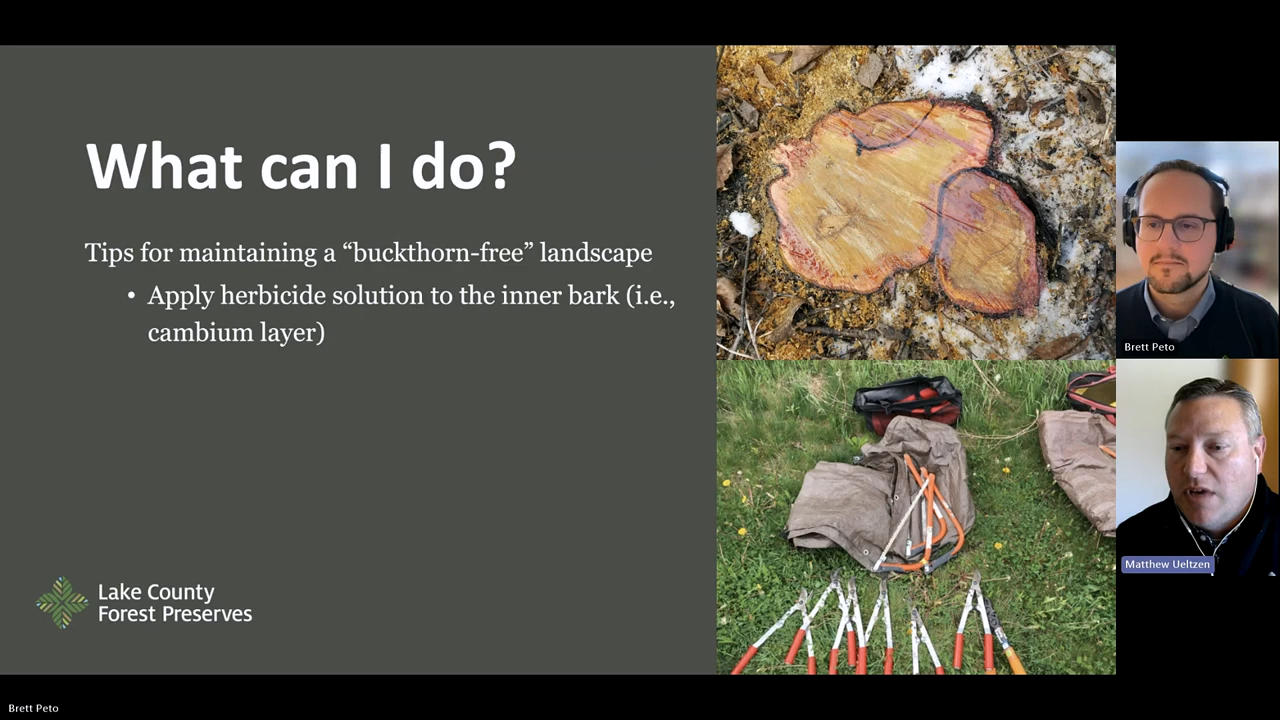 What can I do?
Tips for maintaining a “buckthorn-free” landscape
• Apply herbicide solution to the inner bark (i.e.,
cambium layer)
Lake County
Forest Preserves
Brett Peto
Matthew Ueltzen
Brett Peto